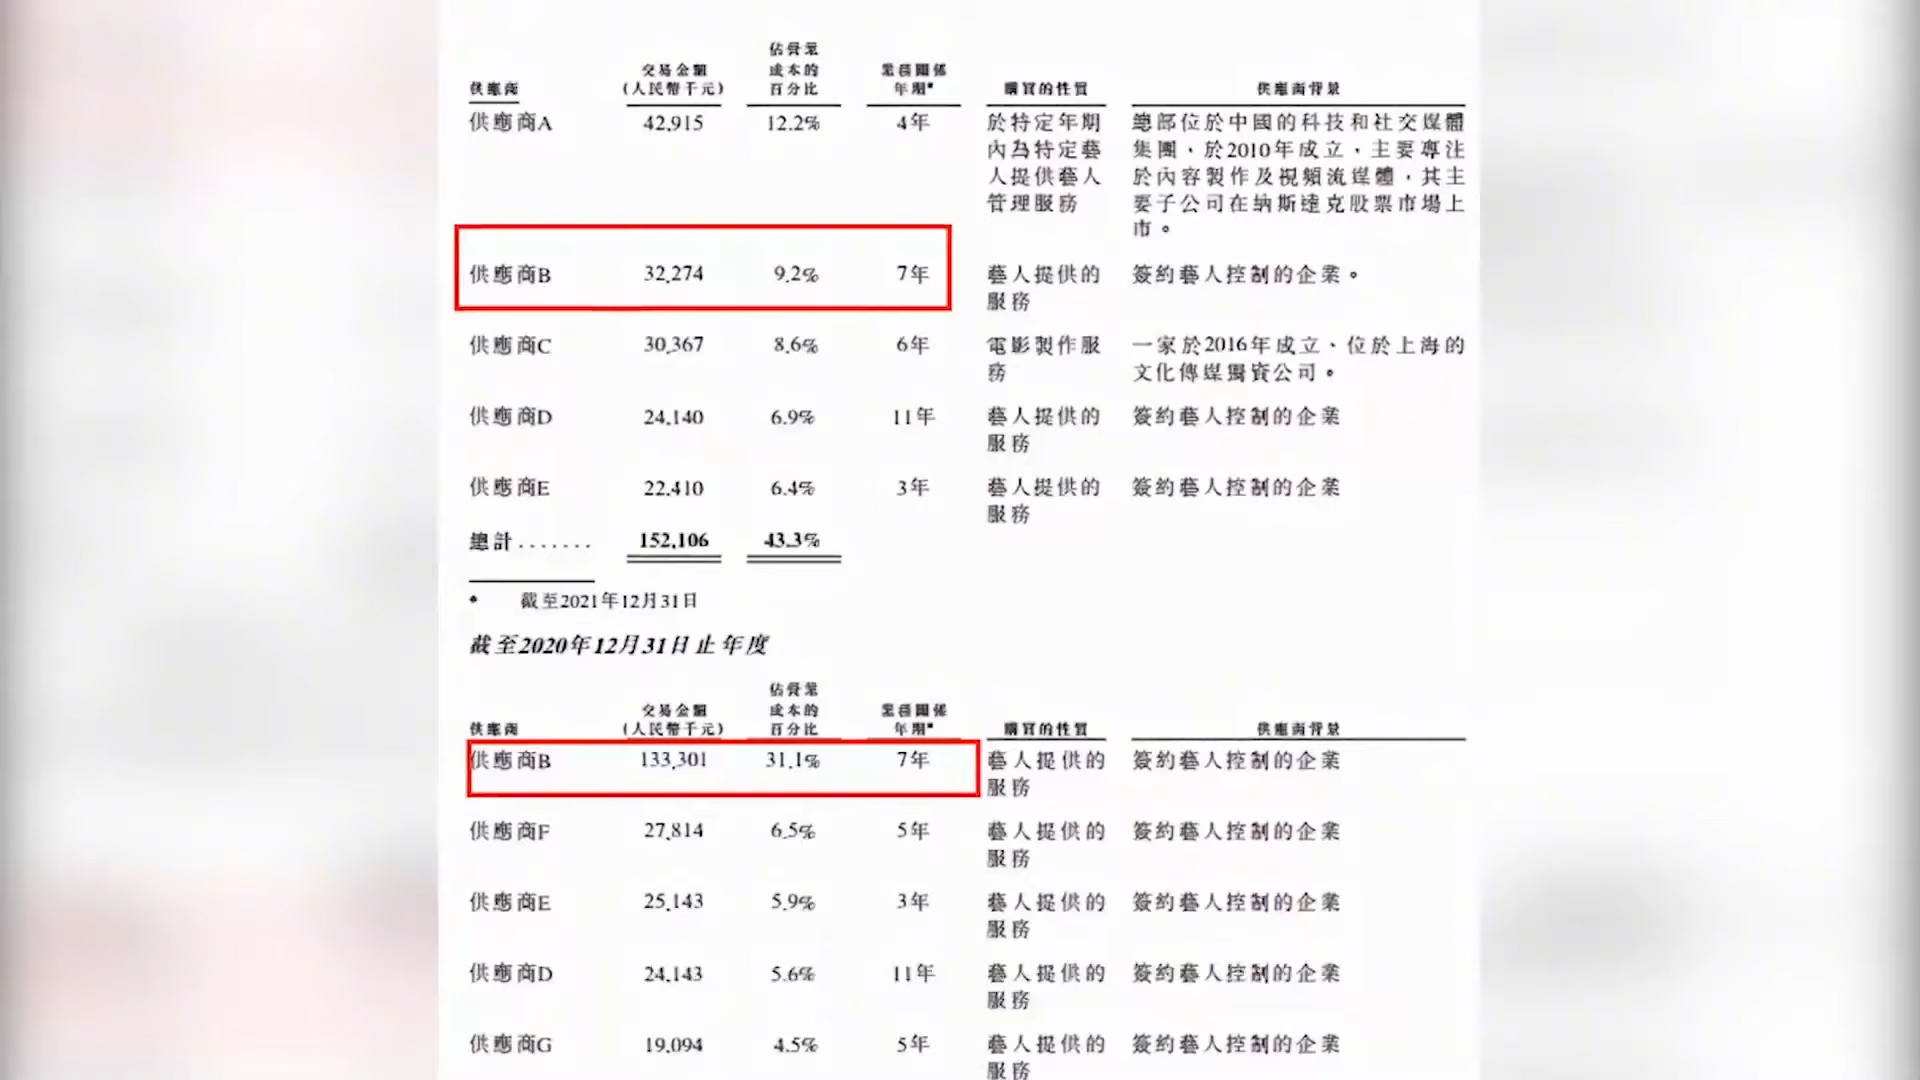 佔營業
交易金額 成本的 業務關係
供應商 (人民幣千元) 百分比 年期* 購買的性質 供應商背景
供應商A 42,915 12.2% 4年 於特定年期 總部位於中國的科技和社交媒體
內為特定藝 集團，於2010年成立，主要專注
人提供藝人 於內容製作及視頻流媒體，其主
管理服務 要子公司在納斯達克股票市場上
市。
供應商B 32,274 9.2% 7年 藝人提供的 簽約藝人控制的企業。
服務
供應商C 30,367 8.6% 6年 電影製作服 一家於2016年成立、位於上海的
務 文化傳媒獨資公司。
供應商D 24,140 6.9% 11年 藝人提供的 簽約藝人控制的企業
服務
供應商E 22,410 6.4% 3年 藝人提供的 簽約藝人控制的企業
服務
總計....... 152,106 43.3%
* 截至2021年12月31日
截至2020年12月31日止年度
佔營業
交易金額 成本的 業務關係
供應商 (人民幣千元) 百分比 年期* 購買的性質 供應商背景
供應商B 133,301 31.1% 7年 藝人提供的 簽約藝人控制的企業
服務
供應商F 27,814 6.5% 5年 藝人提供的 簽約藝人控制的企業
服務
供應商E 25,143 5.9% 3年 藝人提供的 簽約藝人控制的企業
服務
供應商D 24,143 5.6% 11年 藝人提供的 簽約藝人控制的企業
服務
供應商G 19,094 4.5% 5年 藝人提供的 簽約藝人控制的企業
服務